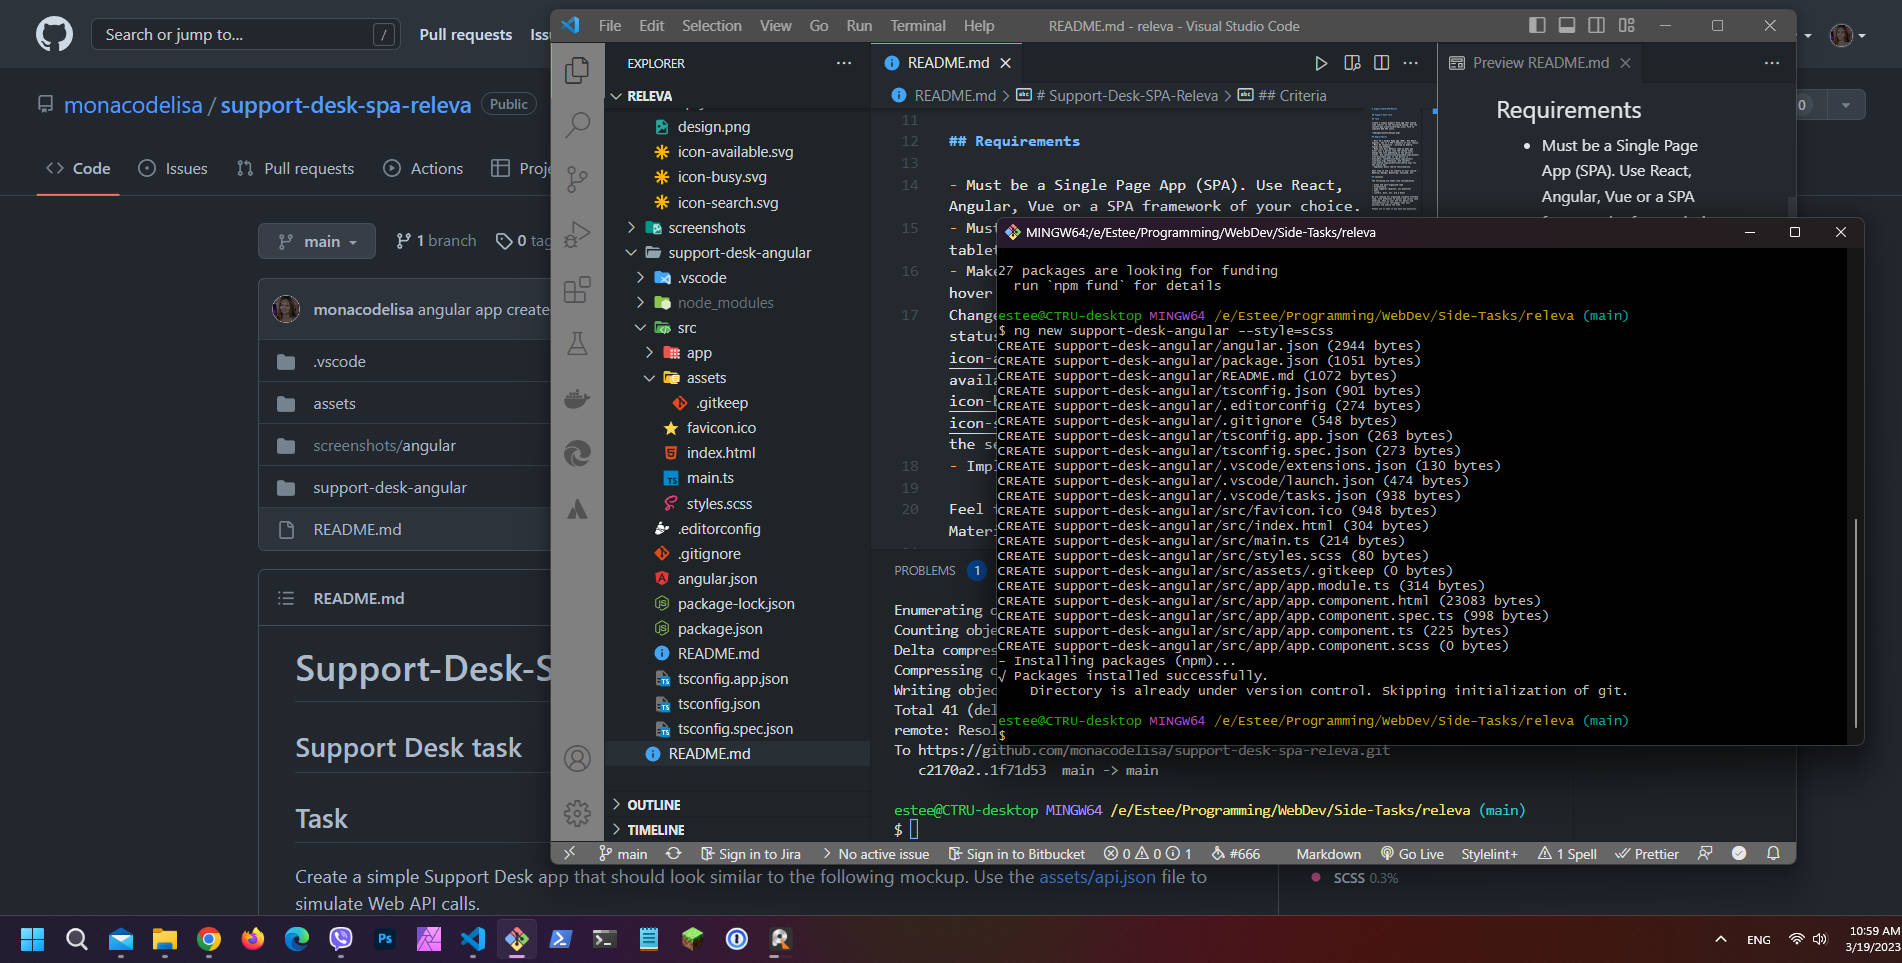 Search or jump to...
/
Pull requests
Iss
monacodelisa / support-desk-spa-releva
Public
Code
Issues
Pull requests
Actions
Proje
main
1 branch
0 tag
monacodelisa angular app create
.vscode
assets
screenshots/angular
support-desk-angular
README.md
README.md
Support-Desk-S
Support Desk task
Task
Create a simple Support Desk app that should look similar to the following mockup. Use the assets/api.json file to
simulate Web API calls.
0
SCSS 0.3%
File Edit Selection View Go Run Terminal Help
README.md - releva - Visual Studio Code
EXPLORER
RELEVA
design.png
icon-available.svg
icon-busy.svg
icon-search.svg
screenshots
support-desk-angular
.vscode
node_modules
src
app
assets
.gitkeep
favicon.ico
index.html
main.ts
styles.scss
.editorconfig
.gitignore
angular.json
package-lock.json
package.json
README.md
tsconfig.app.json
tsconfig.json
tsconfig.spec.json
README.md
OUTLINE
TIMELINE
README.md
README.md > # Support-Desk-SPA-Releva > ## Criteria
11
12 ## Requirements
13
14 - Must be a Single Page App (SPA). Use React,
Angular, Vue or a SPA framework of your choice.
15 - Mus
tablet
16 - Make
hover
17 Change
status
icon-a
availa
icon-b
icon-s
the se
18 - Impl
19
20 Feel
Materi
Preview README.md
Requirements
• Must be a Single Page
App (SPA). Use React,
Angular, Vue or a SPA
PROBLEMS 1
Enumerating o
Counting obje
Delta compres
Compressing o
Writing objec
Total 41 (del
remote: Resol
To https://github.com/monacodelisa/support-desk-spa-releva.git
c2170a2..1f71d53 main -> main
estee@CTRU-desktop MINGW64 /e/Estee/Programming/WebDev/Side-Tasks/releva (main)
$
main
Sign in to Jira
No active issue
Sign in to Bitbucket
0 0 1
#666
Markdown
Go Live
Stylelint+
1 Spell
Prettier
MINGW64:/e/Estee/Programming/WebDev/Side-Tasks/releva
27 packages are looking for funding
run `npm fund` for details
estee@CTRU-desktop MINGW64 /e/Estee/Programming/WebDev/Side-Tasks/releva (main)
$ ng new support-desk-angular --style=scss
CREATE support-desk-angular/angular.json (2944 bytes)
CREATE support-desk-angular/package.json (1051 bytes)
CREATE support-desk-angular/README.md (1072 bytes)
CREATE support-desk-angular/tsconfig.json (901 bytes)
CREATE support-desk-angular/.editorconfig (274 bytes)
CREATE support-desk-angular/.gitignore (548 bytes)
CREATE support-desk-angular/tsconfig.app.json (263 bytes)
CREATE support-desk-angular/tsconfig.spec.json (273 bytes)
CREATE support-desk-angular/.vscode/extensions.json (130 bytes)
CREATE support-desk-angular/.vscode/launch.json (474 bytes)
CREATE support-desk-angular/.vscode/tasks.json (938 bytes)
CREATE support-desk-angular/src/favicon.ico (948 bytes)
CREATE support-desk-angular/src/index.html (304 bytes)
CREATE support-desk-angular/src/main.ts (214 bytes)
CREATE support-desk-angular/src/styles.scss (80 bytes)
CREATE support-desk-angular/src/assets/.gitkeep (0 bytes)
CREATE support-desk-angular/src/app/app.module.ts (314 bytes)
CREATE support-desk-angular/src/app/app.component.html (23083 bytes)
CREATE support-desk-angular/src/app/app.component.spec.ts (998 bytes)
CREATE support-desk-angular/src/app/app.component.ts (225 bytes)
CREATE support-desk-angular/src/app/app.component.scss (0 bytes)
- Installing packages (npm)...
√ Packages installed successfully.
Directory is already under version control. Skipping initialization of git.
estee@CTRU-desktop MINGW64 /e/Estee/Programming/WebDev/Side-Tasks/releva (main)
$
Ps
ENG
10:59 AM
3/19/2023